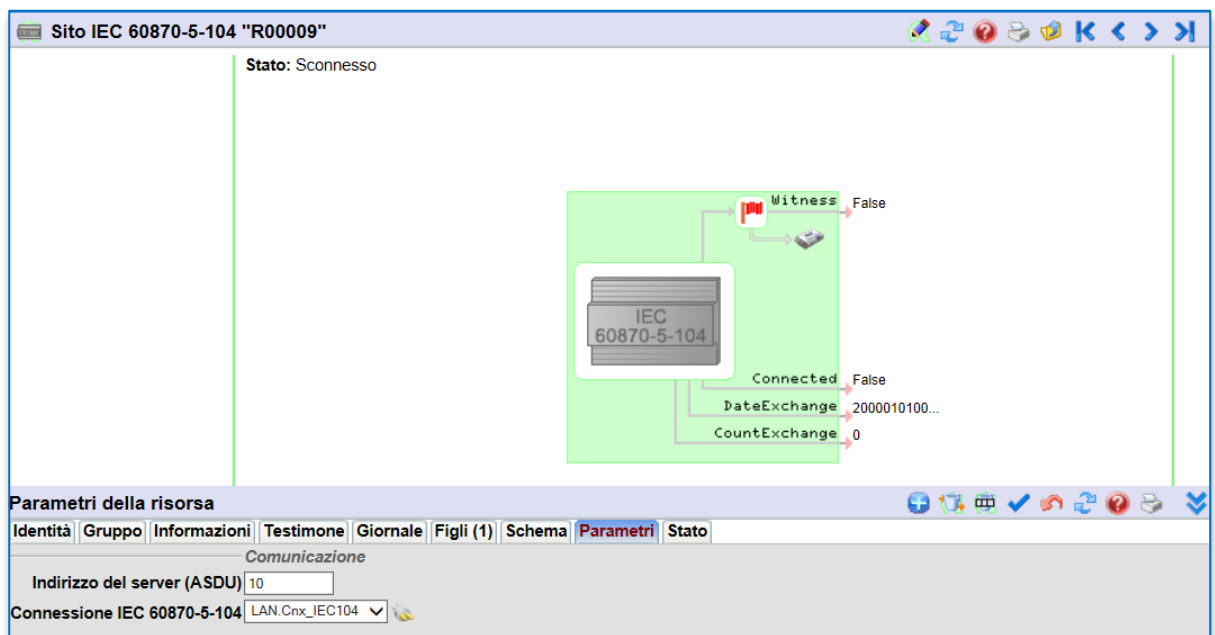 Sito IEC 60870-5-104 "R00009"
Stato: Sconnesso
Witness False
IEC
60870-5-104
Connected False
DateExchange 2000010100...
CountExchange 0
Parametri della risorsa
Identità Gruppo Informazioni Testimone Giornale Figli (1) Schema Parametri Stato
Comunicazione
Indirizzo del server (ASDU) 10
Connessione IEC 60870-5-104 LAN.Cnx_IEC104